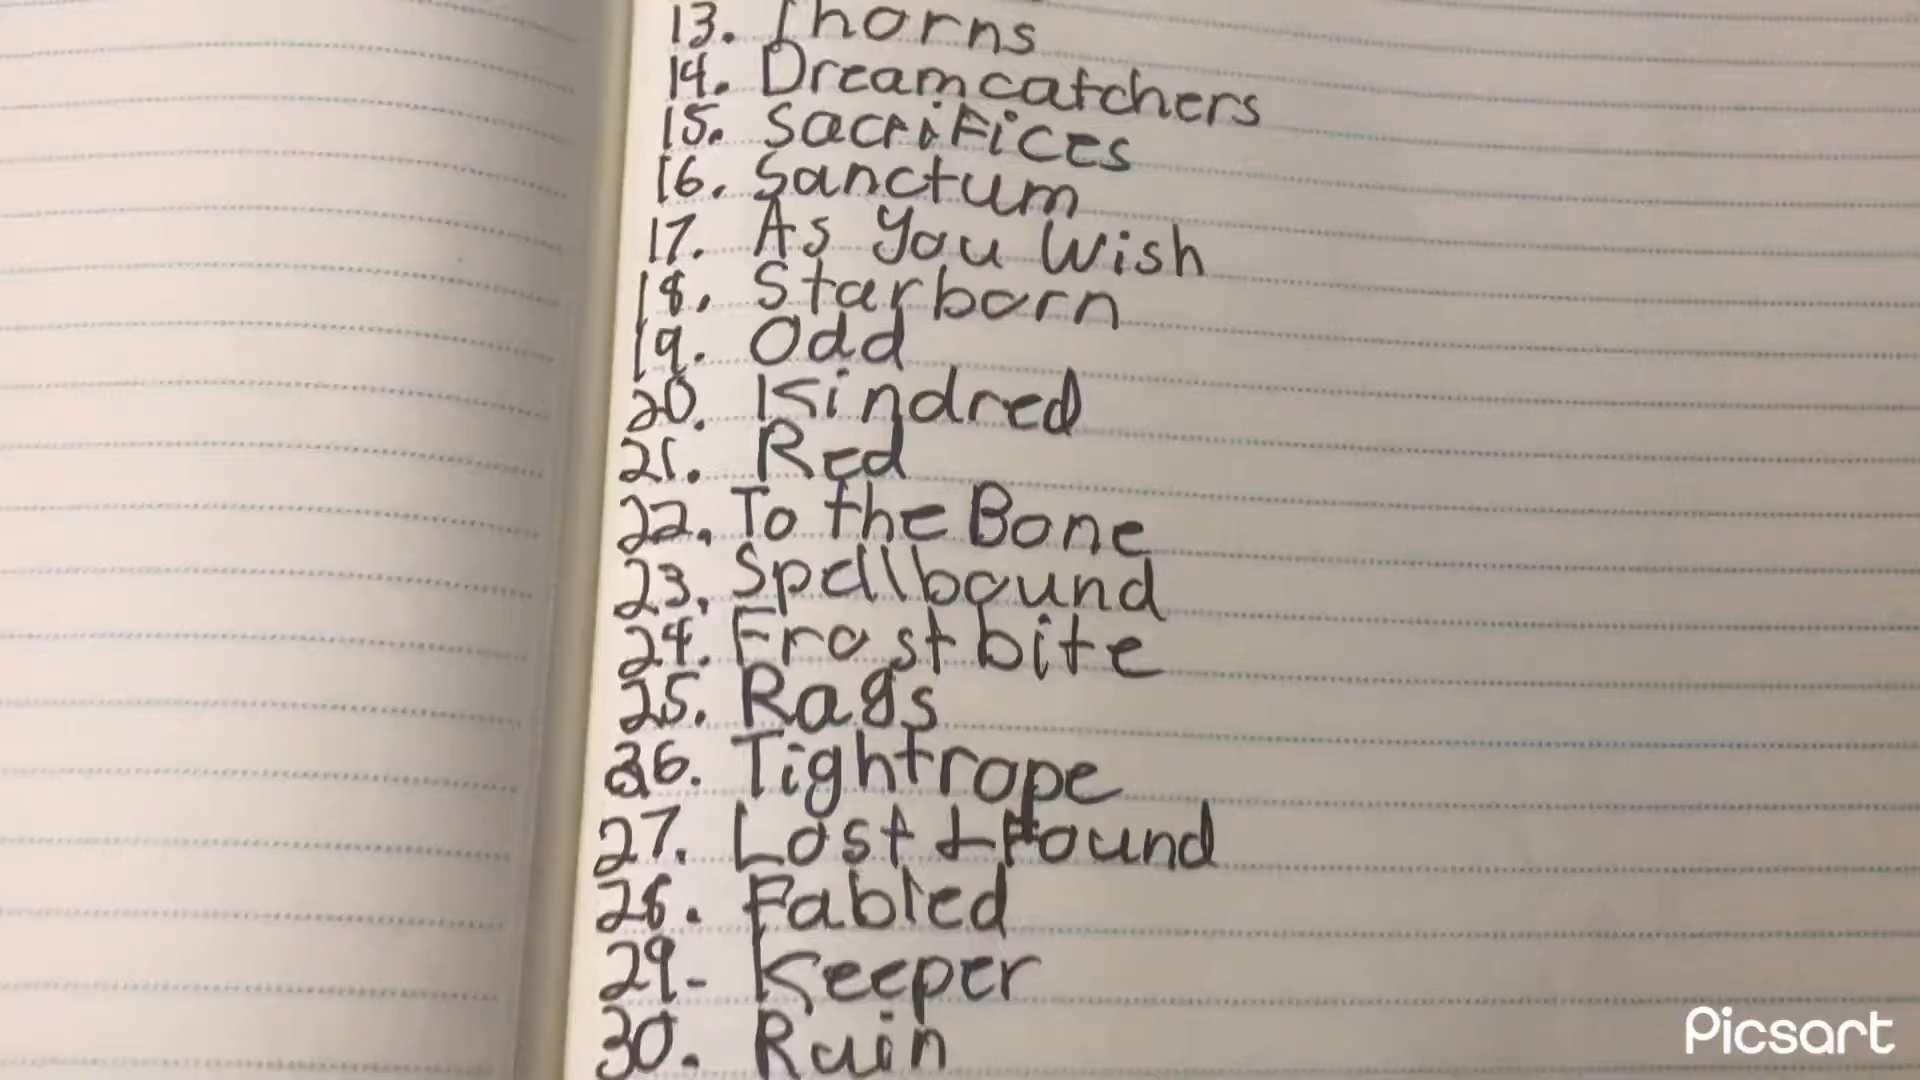 13. Thorns
14. Dreamcatchers
15. Sacrifices
16. Sanctum
17. As You Wish
18. Starborn
19. Odd
20. Kindred
21. Red
22. To the Bone
23. Spellbound
24. Frostbite
25. Rags
26. Tightrope
27. Lost & Found
28. Fabled
29- Keeper
30. Ruin
Picsart